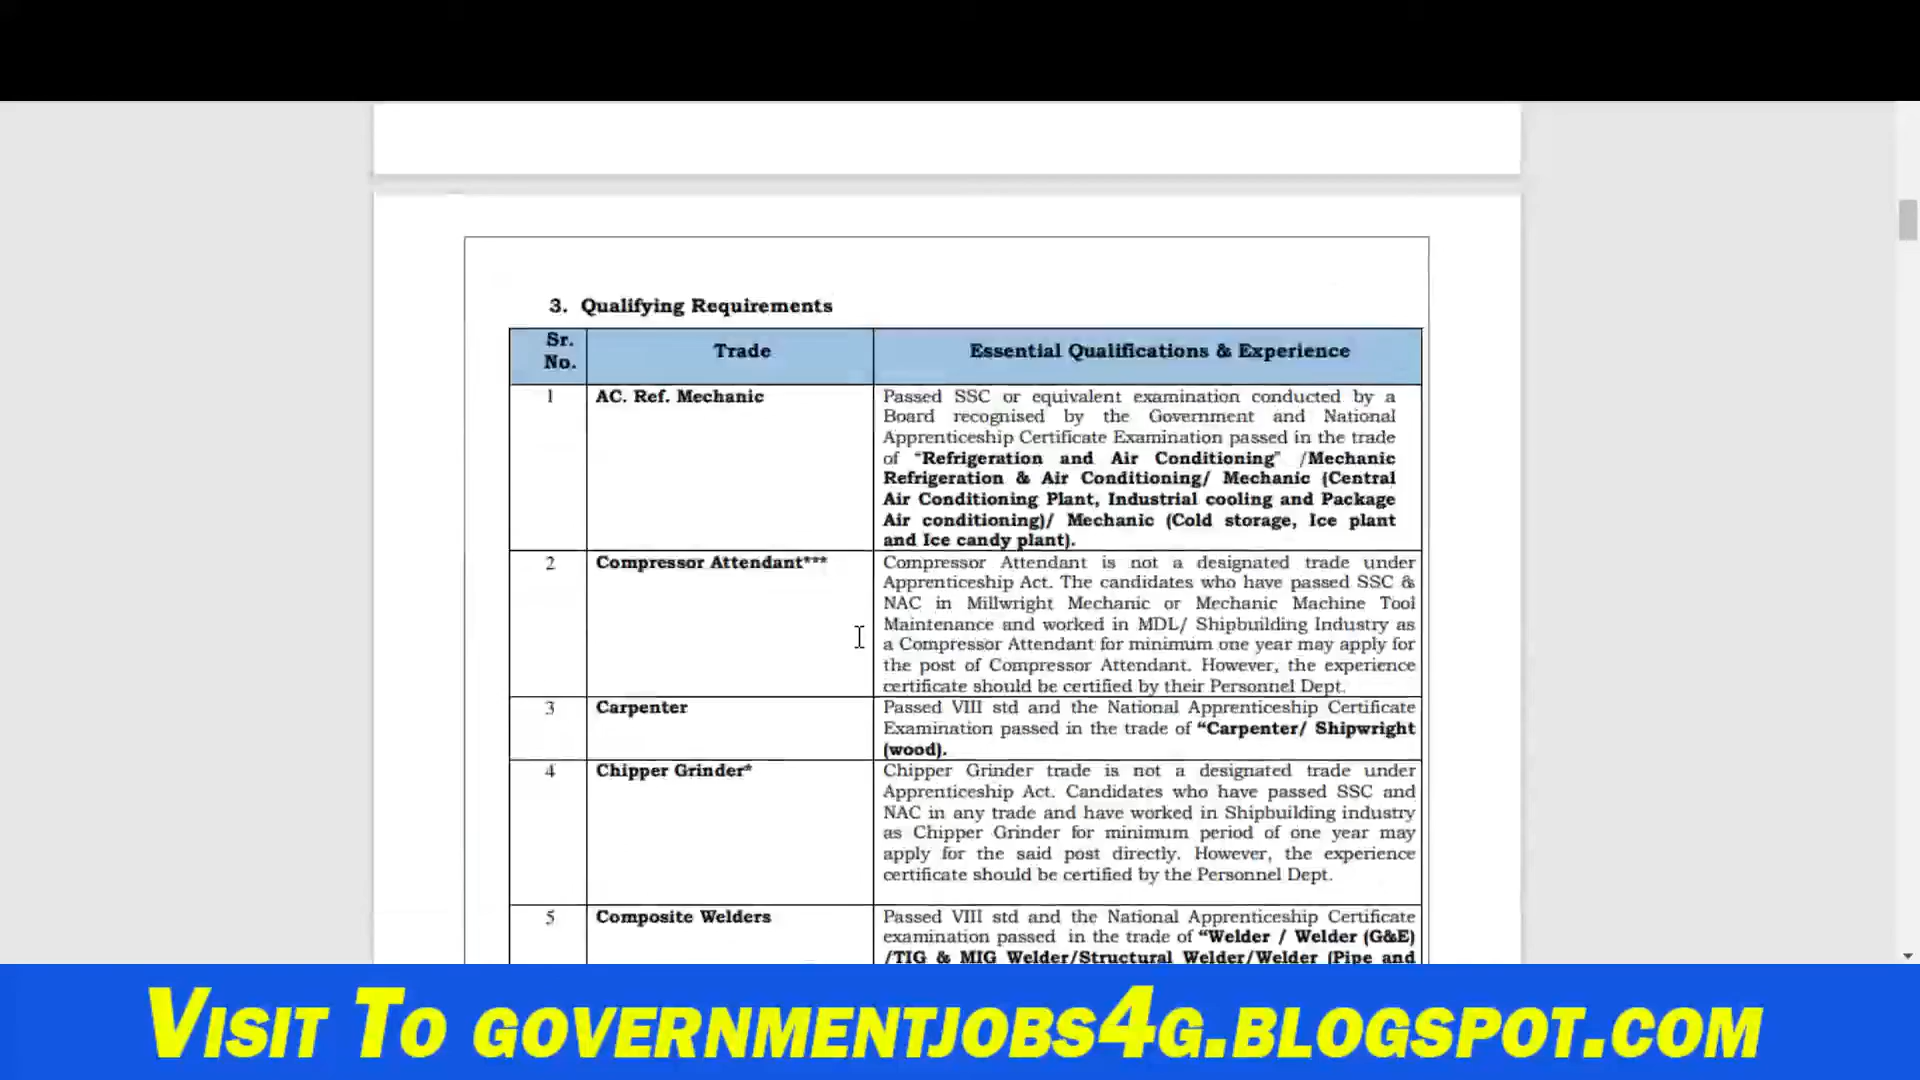 3. Qualifying Requirements
Sr. No. Trade Essential Qualifications & Experience
1 AC. Ref. Mechanic Passed SSC or equivalent examination conducted by a
Board recognised by the Government and National
Apprenticeship Certificate Examination passed in the trade
of "Refrigeration and Air Conditioning" /Mechanic
Refrigeration & Air Conditioning/ Mechanic (Central
Air Conditioning Plant, Industrial cooling and Package
Air conditioning)/ Mechanic (Cold storage, Ice plant
and Ice candy plant).
2 Compressor Attendant*** Compressor Attendant is not a designated trade under
Apprenticeship Act. The candidates who have passed SSC &
NAC in Millwright Mechanic or Mechanic Machine Tool
Maintenance and worked in MDL/ Shipbuilding Industry as
a Compressor Attendant for minimum one year may apply for
the post of Compressor Attendant. However, the experience
certificate should be certified by their Personnel Dept.
3 Carpenter Passed VIII std and the National Apprenticeship Certificate
Examination passed in the trade of “Carpenter/ Shipwright
(wood).
4 Chipper Grinder* Chipper Grinder trade is not a designated trade under
Apprenticeship Act. Candidates who have passed SSC and
NAC in any trade and have worked in Shipbuilding industry
as Chipper Grinder for minimum period of one year may
apply for the said post directly. However, the experience
certificate should be certified by the Personnel Dept.
5 Composite Welders Passed VIII std and the National Apprenticeship Certificate
examination passed in the trade of “Welder / Welder (G&E)
/TIG & MIG Welder/Structural Welder/Welder (Pipe and
VISIT TO GOVERNMENTJOBS4G.BLOGSPOT.COM